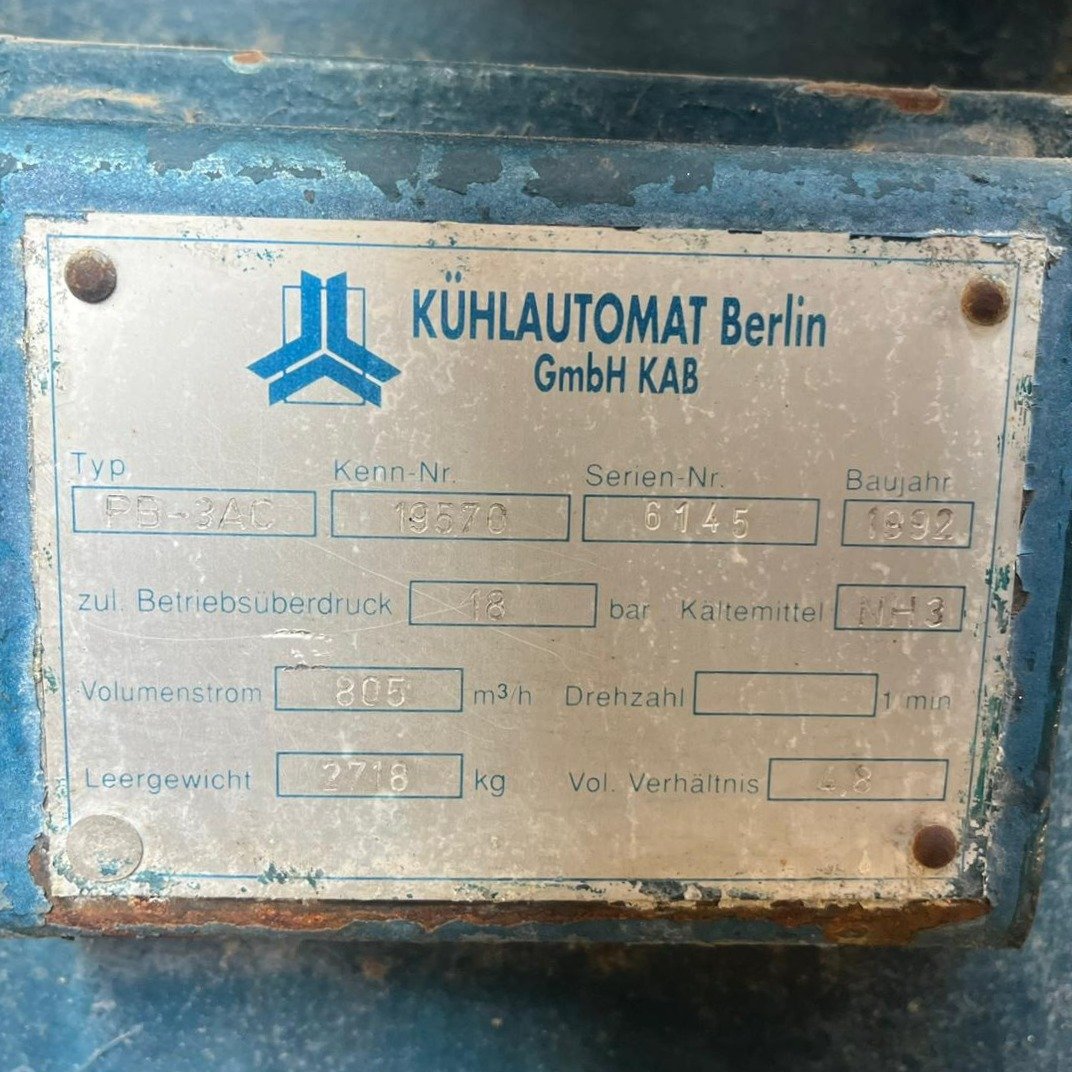 KÜHLAUTOMAT Berlin
GmbH KAB
Typ Kenn-Nr. Serien-Nr. Baujahr
PB-3AC 19570 6145 1992
zul. Betriebsüberdruck 18 bar Kältemittel NH3
Volumenstrom 805 m³/h Drehzahl 1/min
Leergewicht 2718 kg Vol. Verhältnis 4.8